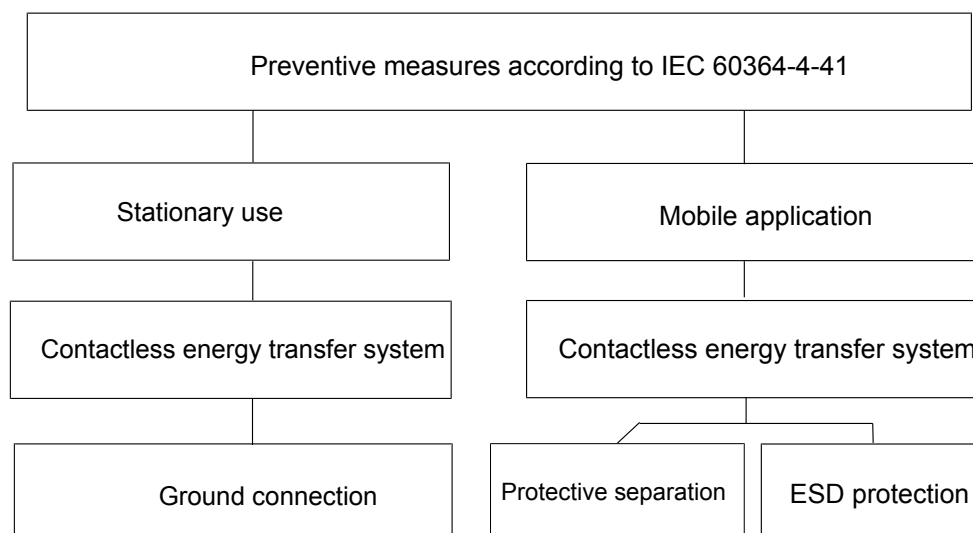 Preventive measures according to IEC 60364-4-41
Stationary use
Mobile application
Contactless energy transfer system
Contactless energy transfer system
Ground connection
Protective separation
ESD protection